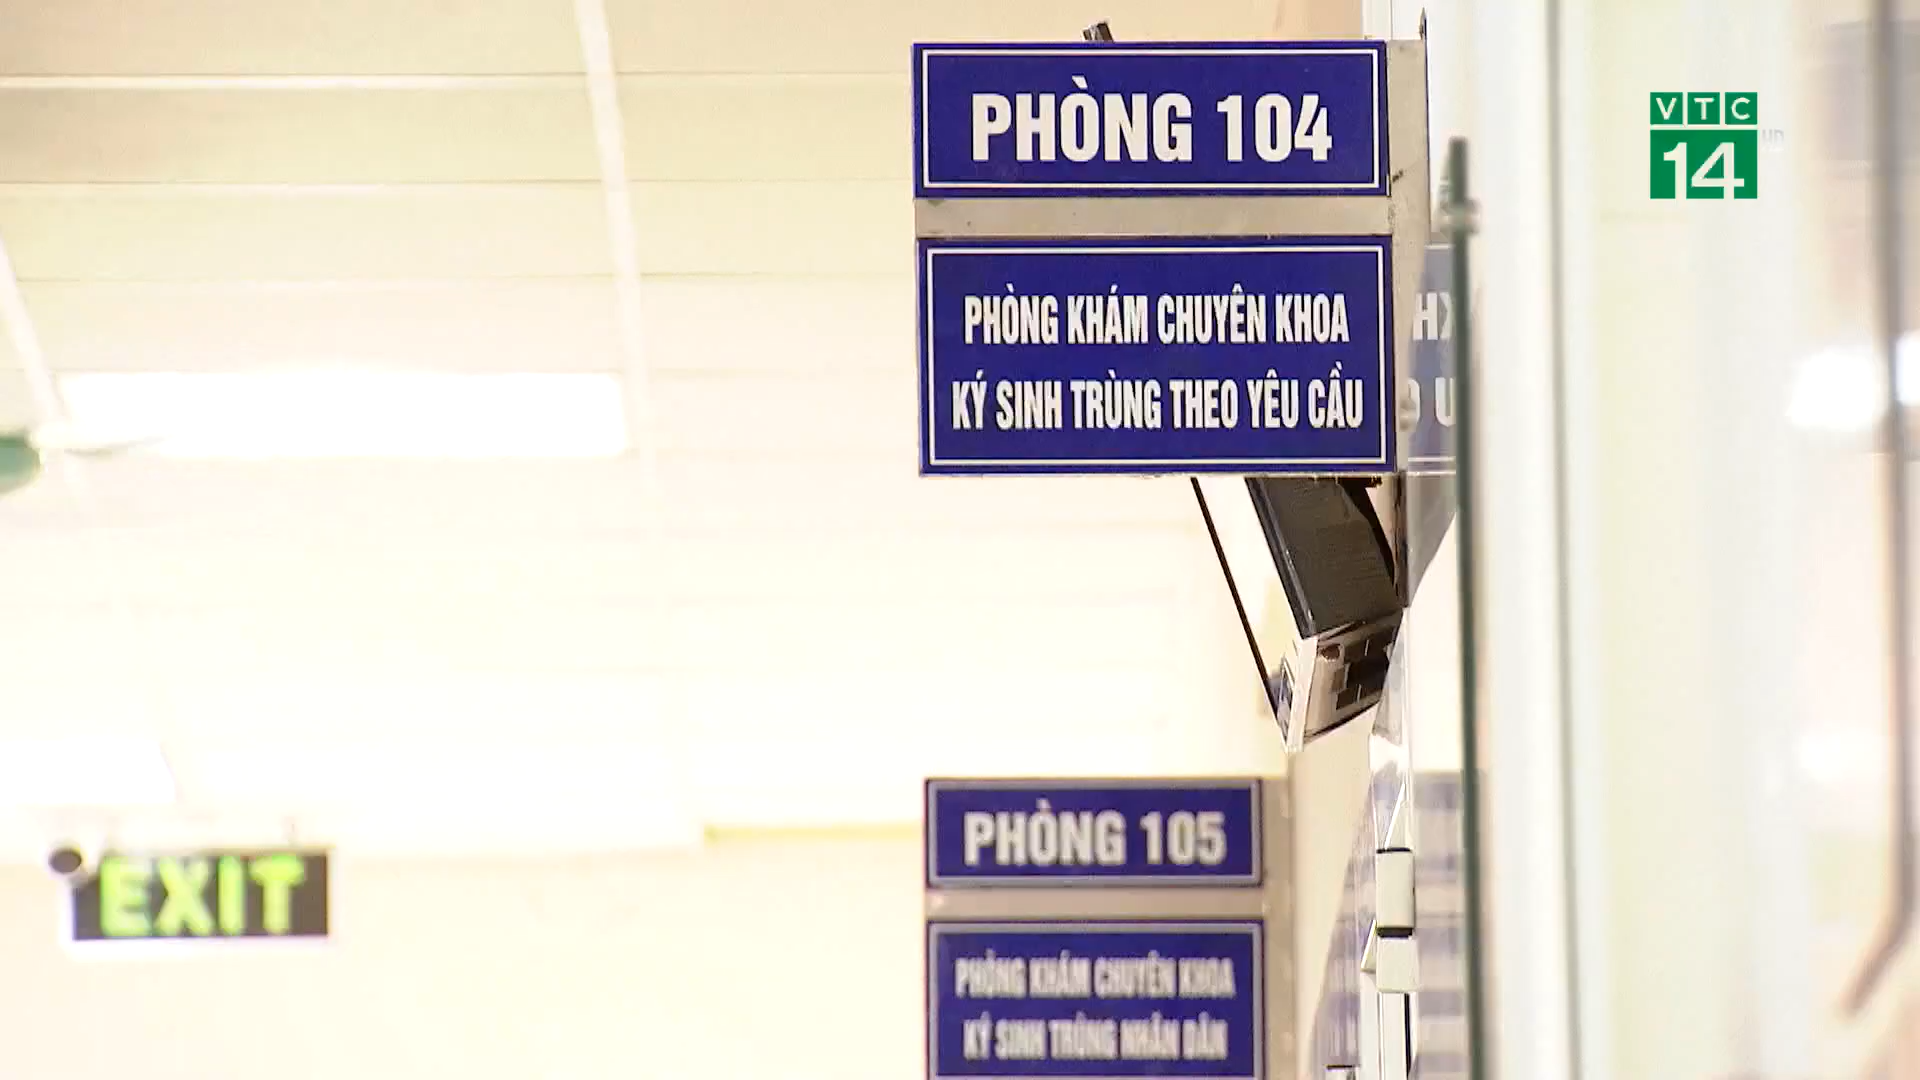 PHÒNG 104
PHÒNG KHÁM CHUYÊN KHOA
KÝ SINH TRÙNG THEO YÊU CẦU
VTC
14
HD
PHÒNG 105
PHÒNG KHÁM CHUYÊN KHOA
KÝ SINH TRÙNG NHÂN DÂN
EXIT